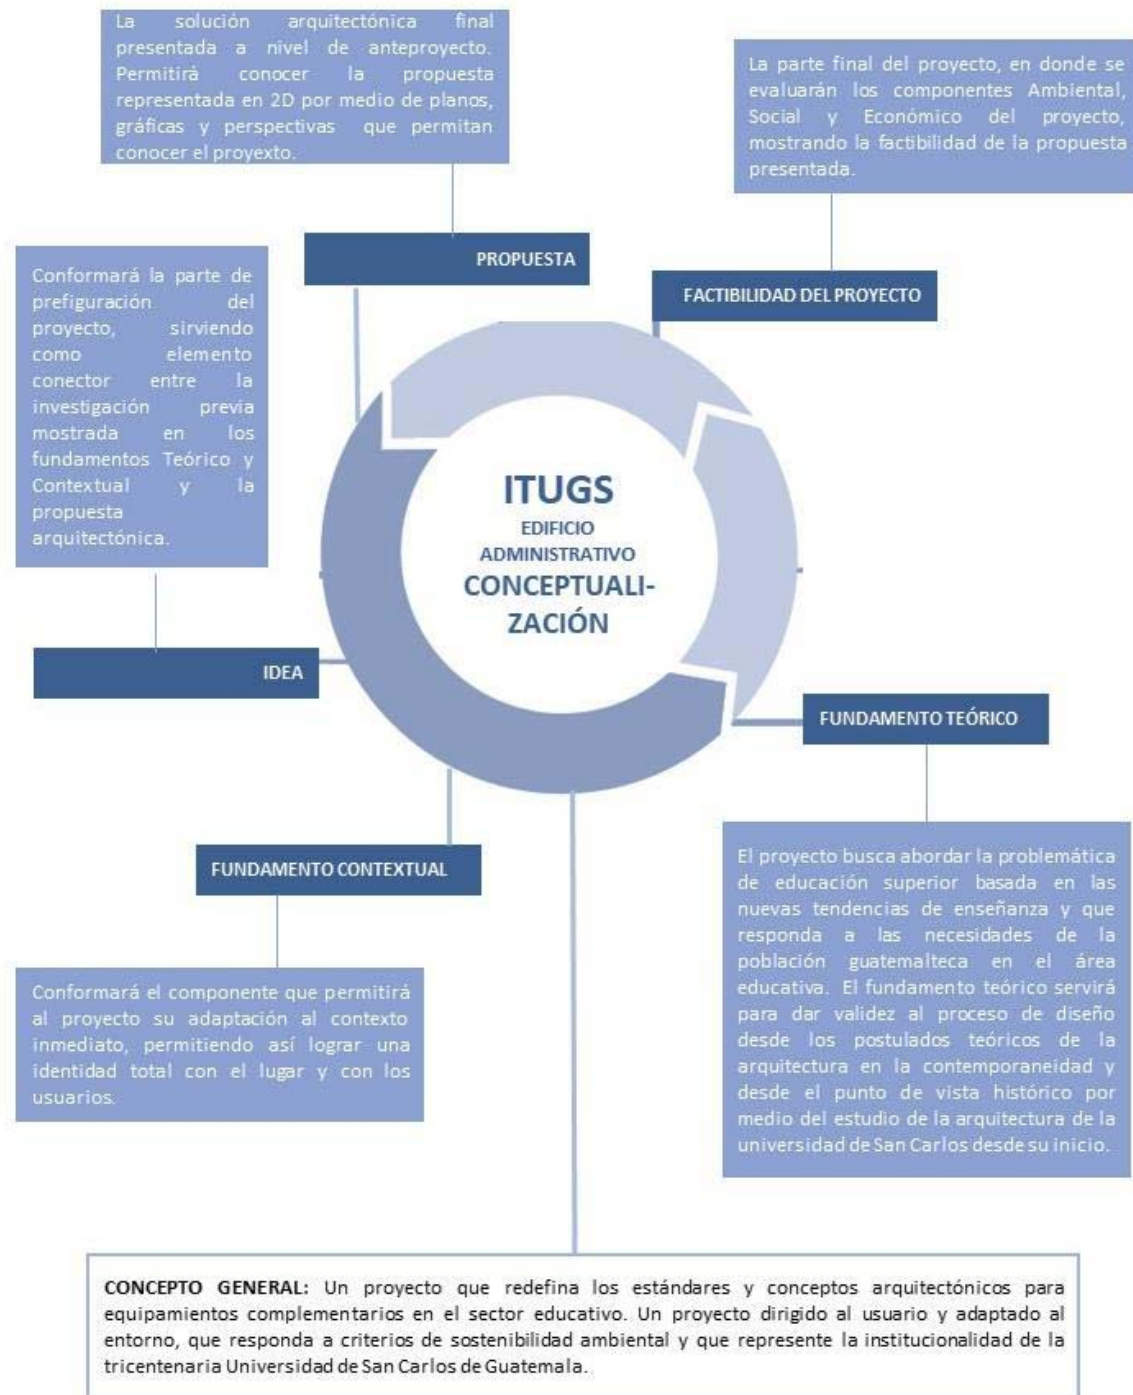 La solución arquitectónica final
presentada a nivel de anteproyecto.
Permitirá conocer la propuesta
representada en 2D por medio de planos,
gráficas y perspectivas que permitan
conocer el proyexto.
La parte final del proyecto, en donde se
evaluarán los componentes Ambiental,
Social y Económico del proyecto,
mostrando la factibilidad de la propuesta
presentada.
PROPUESTA
FACTIBILIDAD DEL PROYECTO
Conformará la parte de
prefiguración del
proyecto, sirviendo
como elemento
conector entre la
investigación previa
mostrada en los
fundamentos Teórico y
Contextual y la
propuesta
arquitectónica.
ITUGS
EDIFICIO
ADMINISTRATIVO
CONCEPTUALI-
ZACIÓN
IDEA
FUNDAMENTO TEÓRICO
FUNDAMENTO CONTEXTUAL
El proyecto busca abordar la problemática
de educación superior basada en las
nuevas tendencias de enseñanza y que
responda a las necesidades de la
población guatemalteca en el área
educativa. El fundamento teórico servirá
para dar validez al proceso de diseño
desde los postulados teóricos de la
arquitectura en la contemporaneidad y
desde el punto de vista histórico por
medio del estudio de la arquitectura de la
universidad de San Carlos desde su inicio.
Conformará el componente que permitirá
al proyecto su adaptación al contexto
inmediato, permitiendo así lograr una
identidad total con el lugar y con los
usuarios.
CONCEPTO GENERAL: Un proyecto que redefina los estándares y conceptos arquitectónicos para
equipamientos complementarios en el sector educativo. Un proyecto dirigido al usuario y adaptado al
entorno, que responda a criterios de sostenibilidad ambiental y que represente la institucionalidad de la
tricentenaria Universidad de San Carlos de Guatemala.